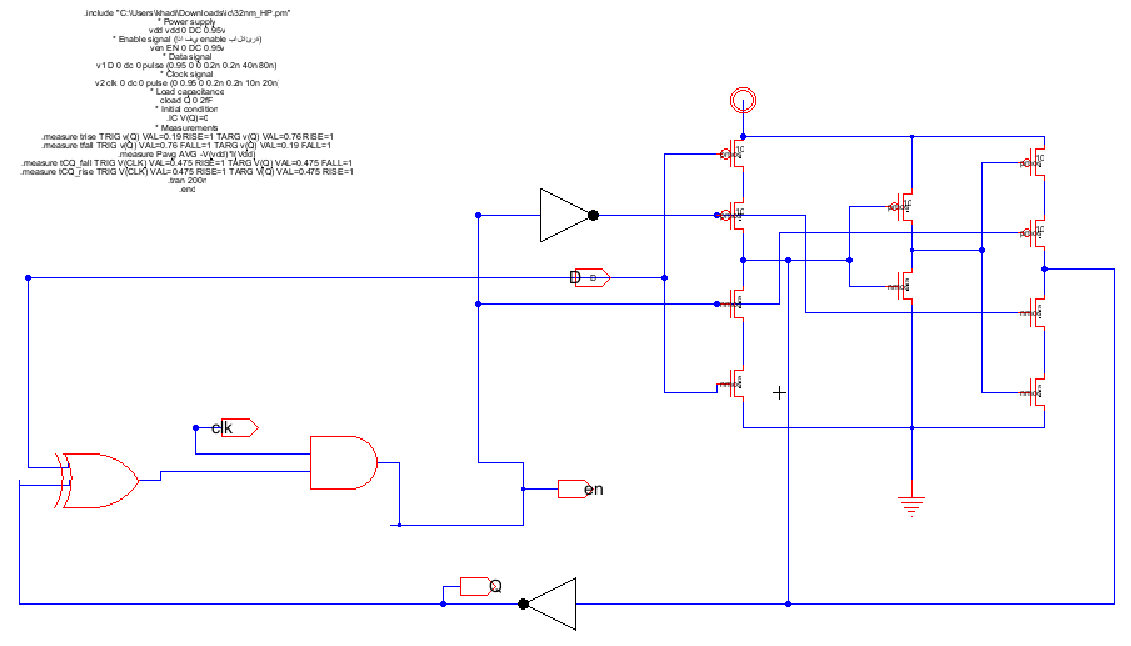 .include "C:\Users\khadi\Downloads\ic\32nm_HP.pm"
* Power supply
vdd vdd 0 DC 0.95v
* Enable signal
ven EN 0 DC 0.95v
* Data signal
v1 D 0 dc 0 pulse (0.95 0 0 0.2n 0.2n 40n 80n)
* Clock signal
v2 clk 0 dc 0 pulse (0 0.95 0 0.2n 0.2n 10n 20n)
* Load capacitance
cload Q 0 2fF
* Initial condition
.IC V(Q)=0
* Measurements
.measure trise TRIG v(Q) VAL=0.19 RISE=1 TARG v(Q) VAL=0.76 RISE=1
.measure tfall TRIG v(Q) VAL=0.76 FALL=1 TARG v(Q) VAL=0.19 FALL=1
.measure Pavg AVG -V(vdd)*I(Vdd)
.measure tCQ_fall TRIG V(CLK) VAL=0.475 RISE=1 TARG V(Q) VAL=0.475 FALL=1
.measure tCQ_rise TRIG V(CLK) VAL=0.475 RISE=1 TARG V(Q) VAL=0.475 RISE=1
.tran 200n
.end
D D
clk
en
Q